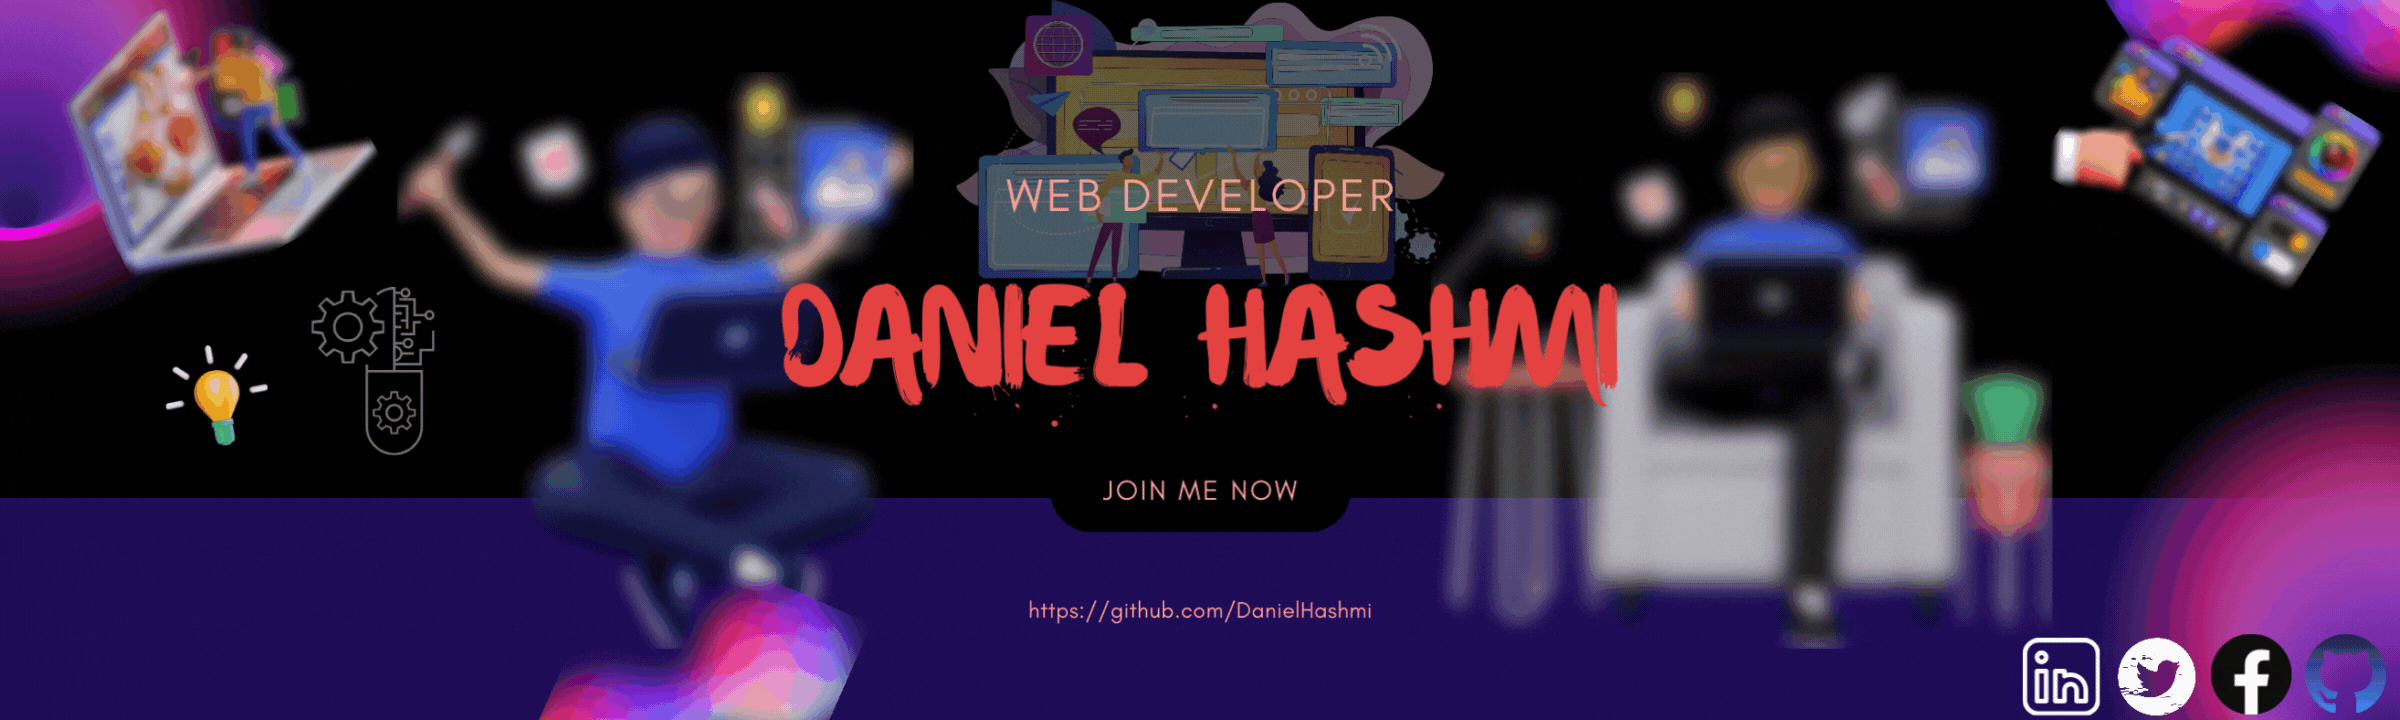 WEB DEVELOPER
DANIEL HASHMI
JOIN ME NOW
https://github.com/DanielHashmi